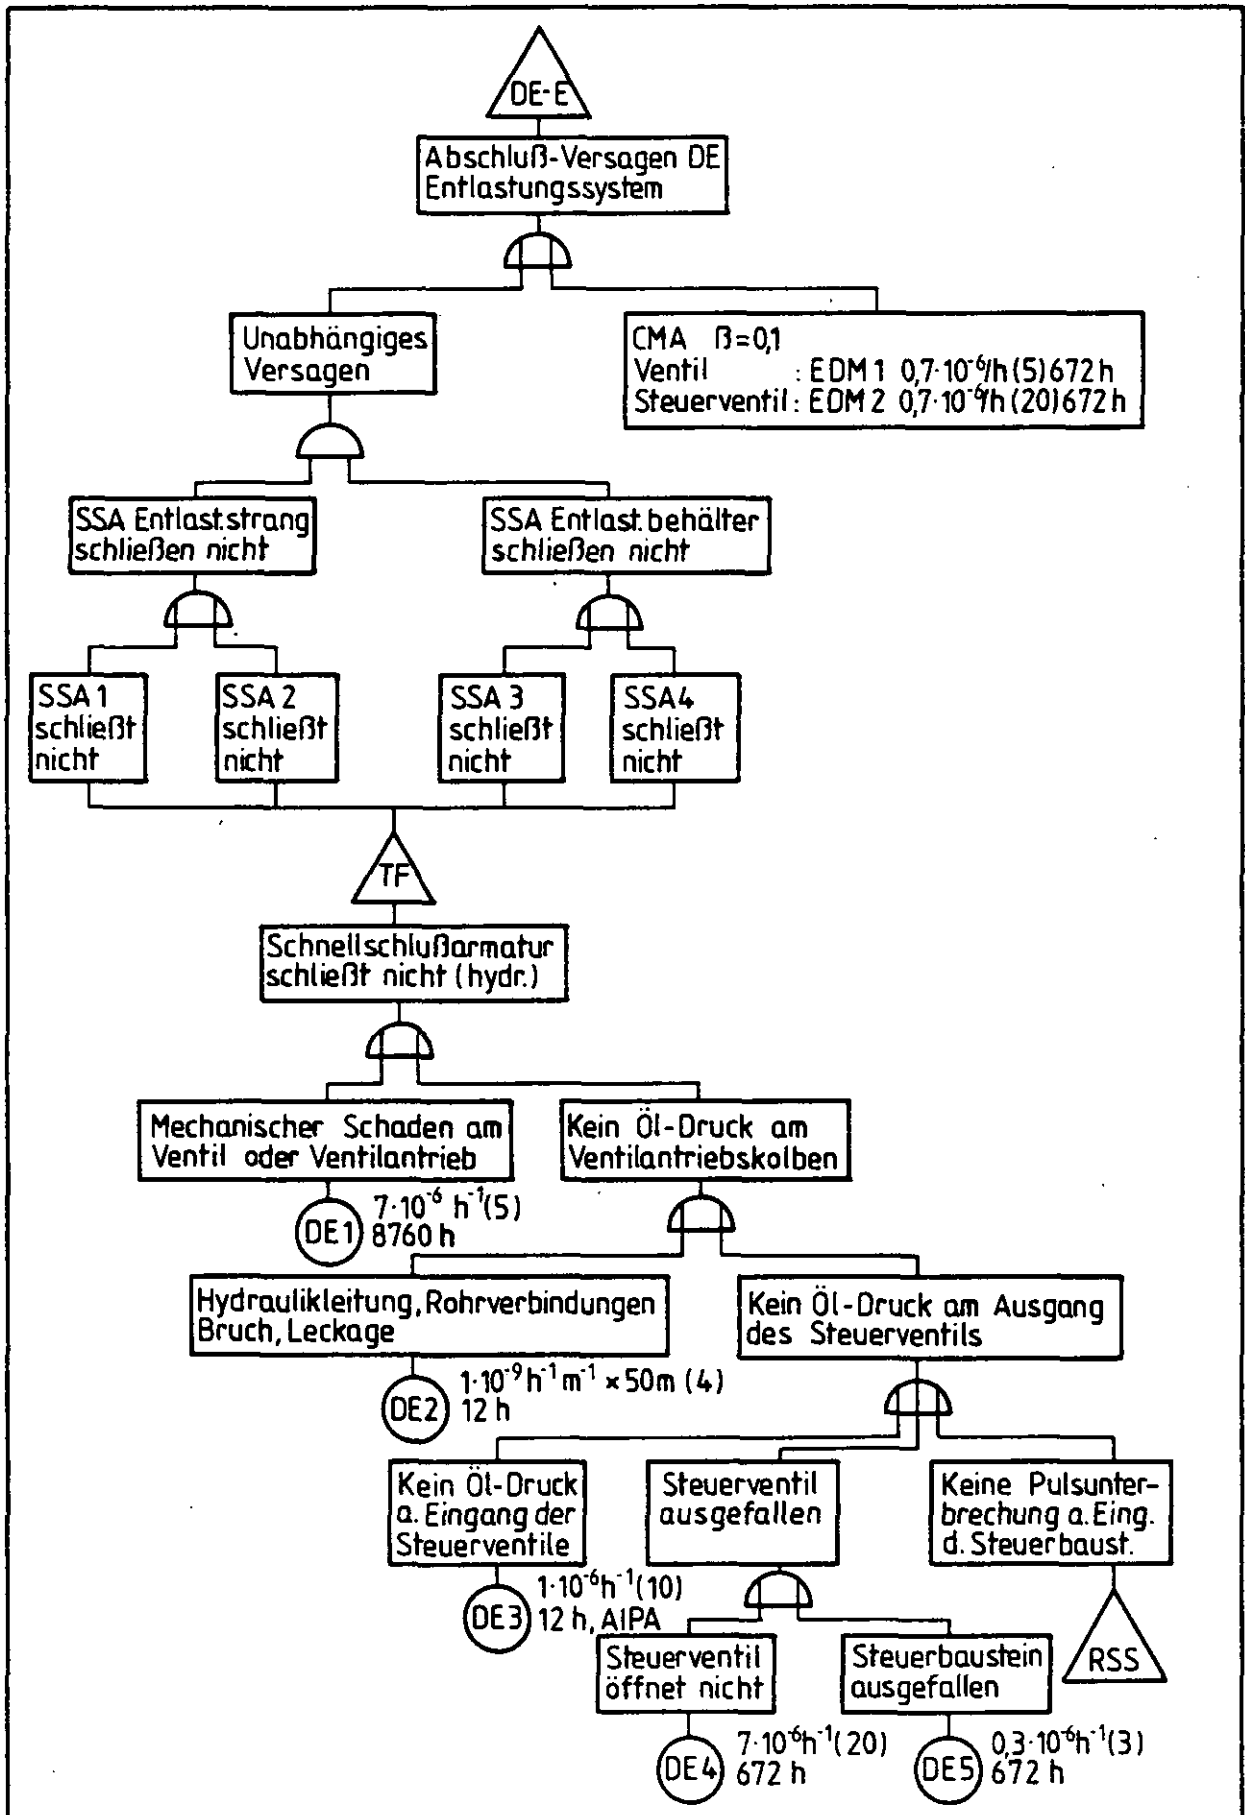 DE-E
Abschluß-Versagen DE
Entlastungssystem
Unabhängiges
Versagen
CMA ß=0,1
Ventil : EDM 1 0,7·10⁻⁶/h (5) 672 h
Steuerventil : EDM 2 0,7·10⁻⁶/h (20) 672 h
SSA Entlast.strang
schließen nicht
SSA Entlast.behälter
schließen nicht
SSA 1
schließt
nicht
SSA 2
schließt
nicht
SSA 3
schließt
nicht
SSA 4
schließt
nicht
TF
Schnellschlußarmatur
schließt nicht (hydr.)
Mechanischer Schaden am
Ventil oder Ventilantrieb
Kein Öl-Druck am
Ventilantriebskolben
DE1
7·10⁻⁶ h⁻¹(5)
8760 h
Hydraulikleitung, Rohrverbindungen
Bruch, Leckage
Kein Öl-Druck am Ausgang
des Steuerventils
DE2
1·10⁻⁹h⁻¹m⁻¹ × 50m (4)
12 h
Kein Öl-Druck
a. Eingang der
Steuerventile
Steuerventil
ausgefallen
Keine Pulsunter-
brechung a. Eing.
d. Steuerbaust.
DE3
1·10⁻⁶h⁻¹(10)
12 h, AIPA
Steuerventil
öffnet nicht
Steuerbaustein
ausgefallen
RSS
DE4
7·10⁻⁶h⁻¹(20)
672 h
DE5
0,3·10⁻⁶h⁻¹(3)
672 h